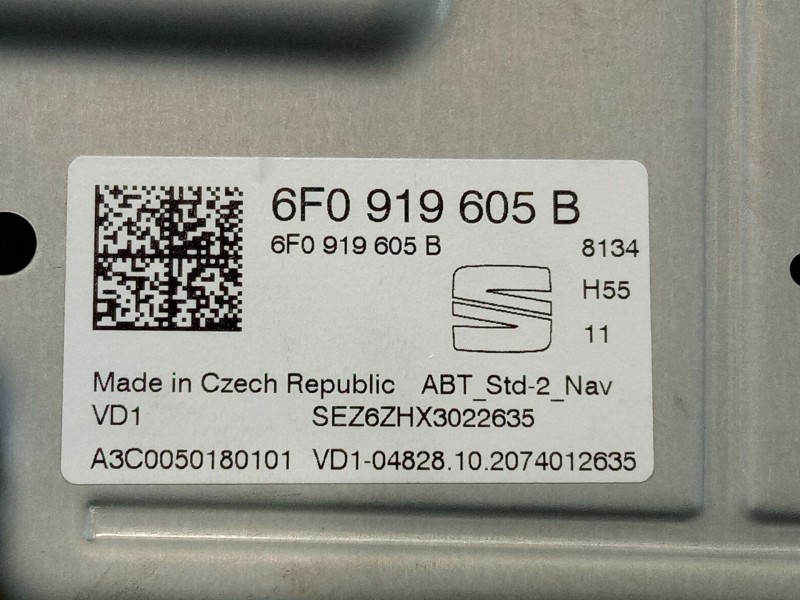 6F0 919 605 B
6F0 919 605 B 8134
H55
11
Made in Czech Republic ABT_Std-2_Nav
VD1 SEZ6ZHX3022635
A3C0050180101 VD1-04828.10.2074012635